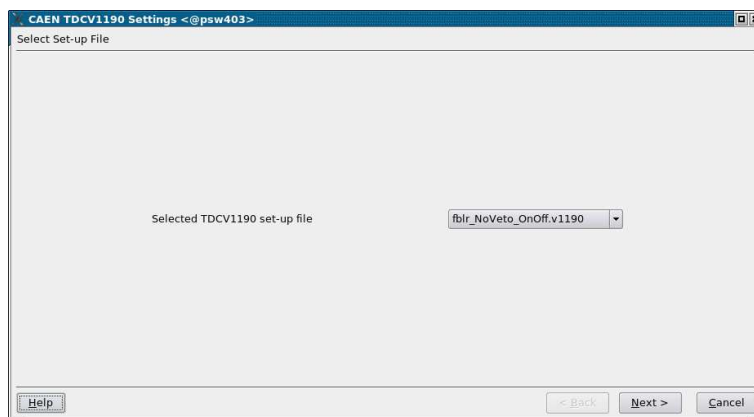 CAEN TDCV1190 Settings <@psw403>
Select Set-up File
Selected TDCV1190 set-up file fblr_NoVeto_OnOff.v1190
Help < Back Next > Cancel